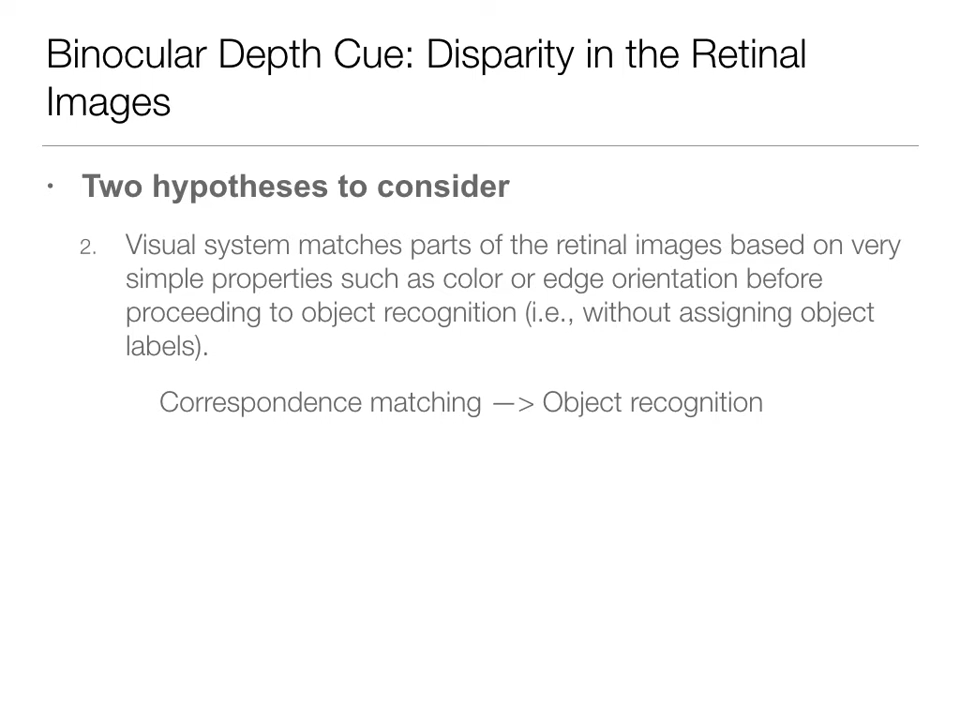 Binocular Depth Cue: Disparity in the Retinal
Images
• Two hypotheses to consider
2. Visual system matches parts of the retinal images based on very
simple properties such as color or edge orientation before
proceeding to object recognition (i.e., without assigning object
labels).
Correspondence matching —> Object recognition